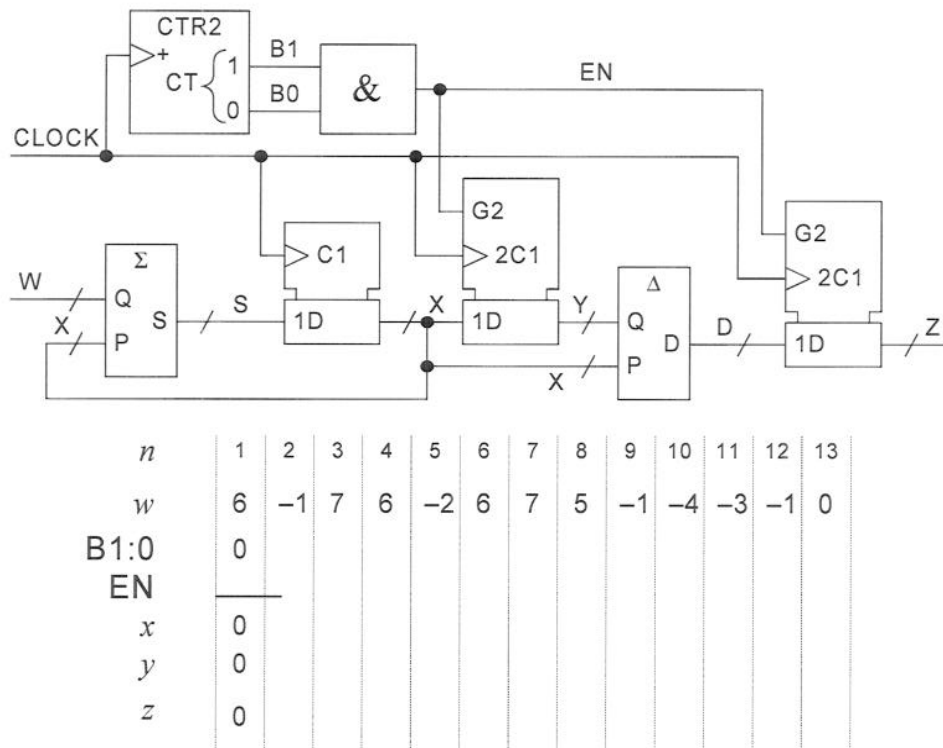 CTR2
+
CT
1
0
B1
B0
&
EN
CLOCK
G2
2C1
C1
G2
2C1
W
X
Σ
Q
P
S
S
1D
X
1D
Y
X
Δ
Q
P
D
D
1D
Z
n 1 2 3 4 5 6 7 8 9 10 11 12 13
w 6 –1 7 6 –2 6 7 5 –1 –4 –3 –1 0
B1:0 0
EN
x 0
y 0
z 0